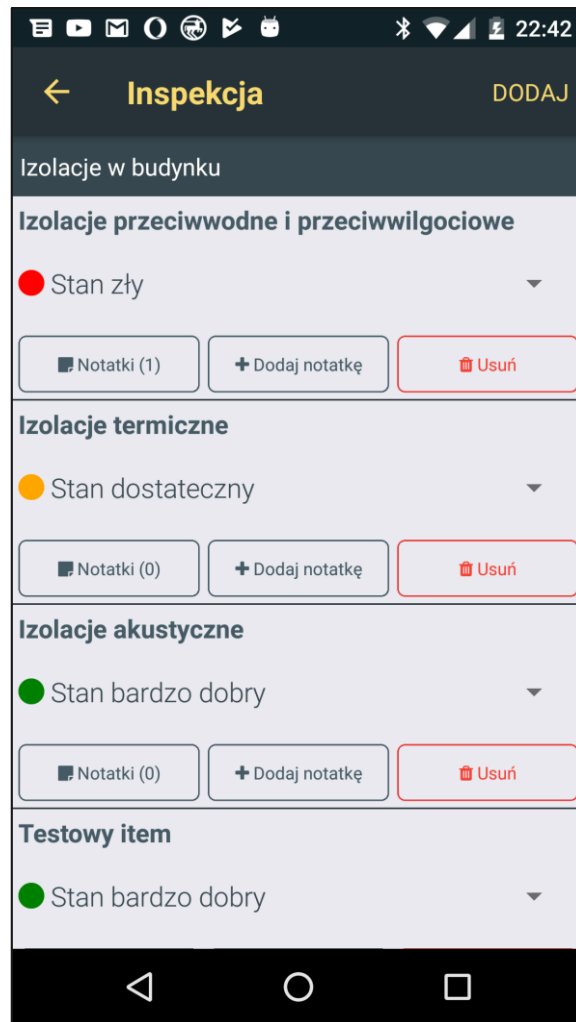 22:42
Inspekcja
DODAJ
Izolacje w budynku
Izolacje przeciwwodne i przeciwwilgociowe
Stan zły
Notatki (1)
Dodaj notatkę
Usuń
Izolacje termiczne
Stan dostateczny
Notatki (0)
Dodaj notatkę
Usuń
Izolacje akustyczne
Stan bardzo dobry
Notatki (0)
Dodaj notatkę
Usuń
Testowy item
Stan bardzo dobry